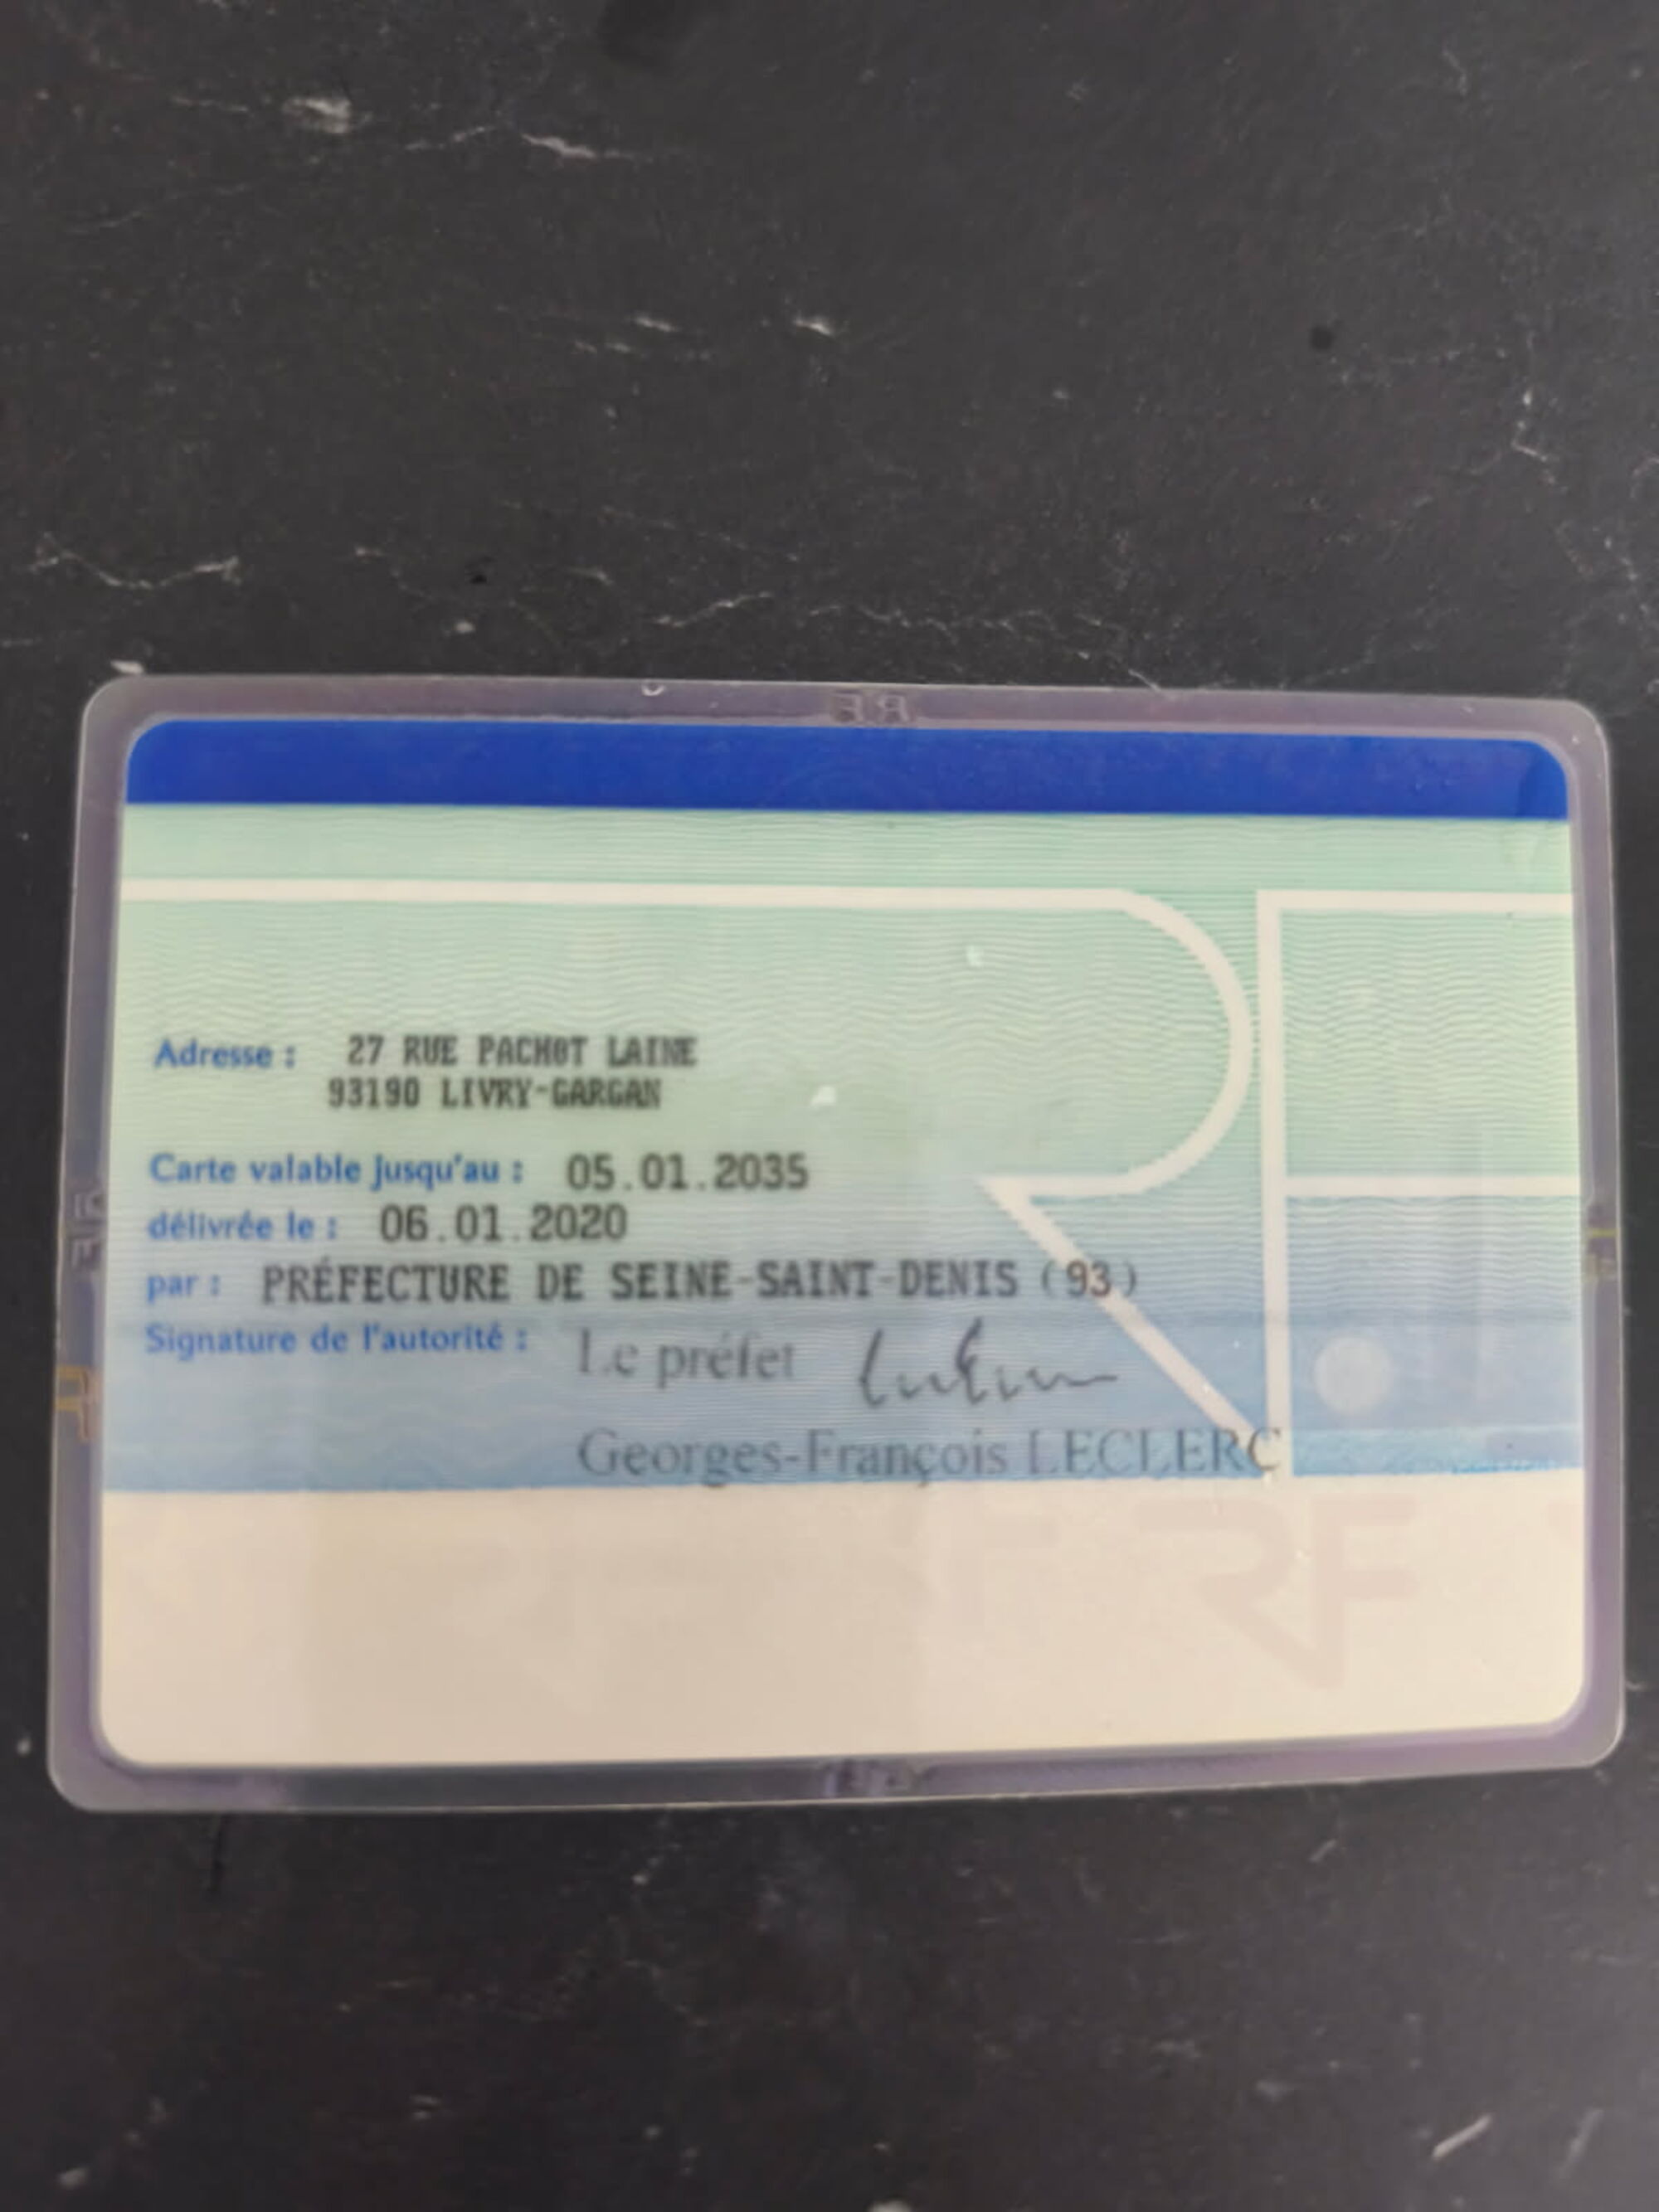 Adresse : 27 RUE PACHOT LAINE
93190 LIVRY-GARGAN
Carte valable jusqu'au : 05.01.2035
délivrée le : 06.01.2020
par : PRÉFECTURE DE SEINE-SAINT-DENIS (93)
Signature de l'autorité : Le préfet
Georges-François LECLERC
RF